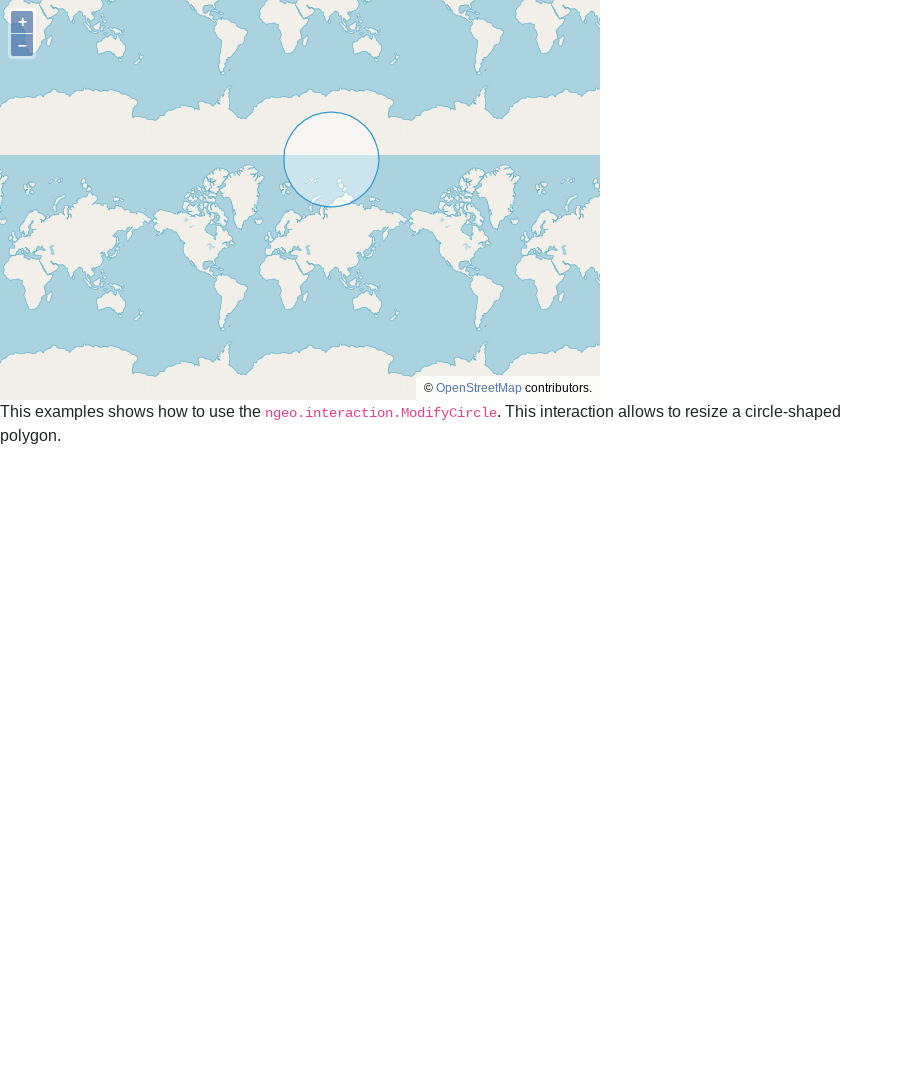 +
−
© OpenStreetMap contributors.
This examples shows how to use the ngeo.interaction.ModifyCircle. This interaction allows to resize a circle-shaped
polygon.